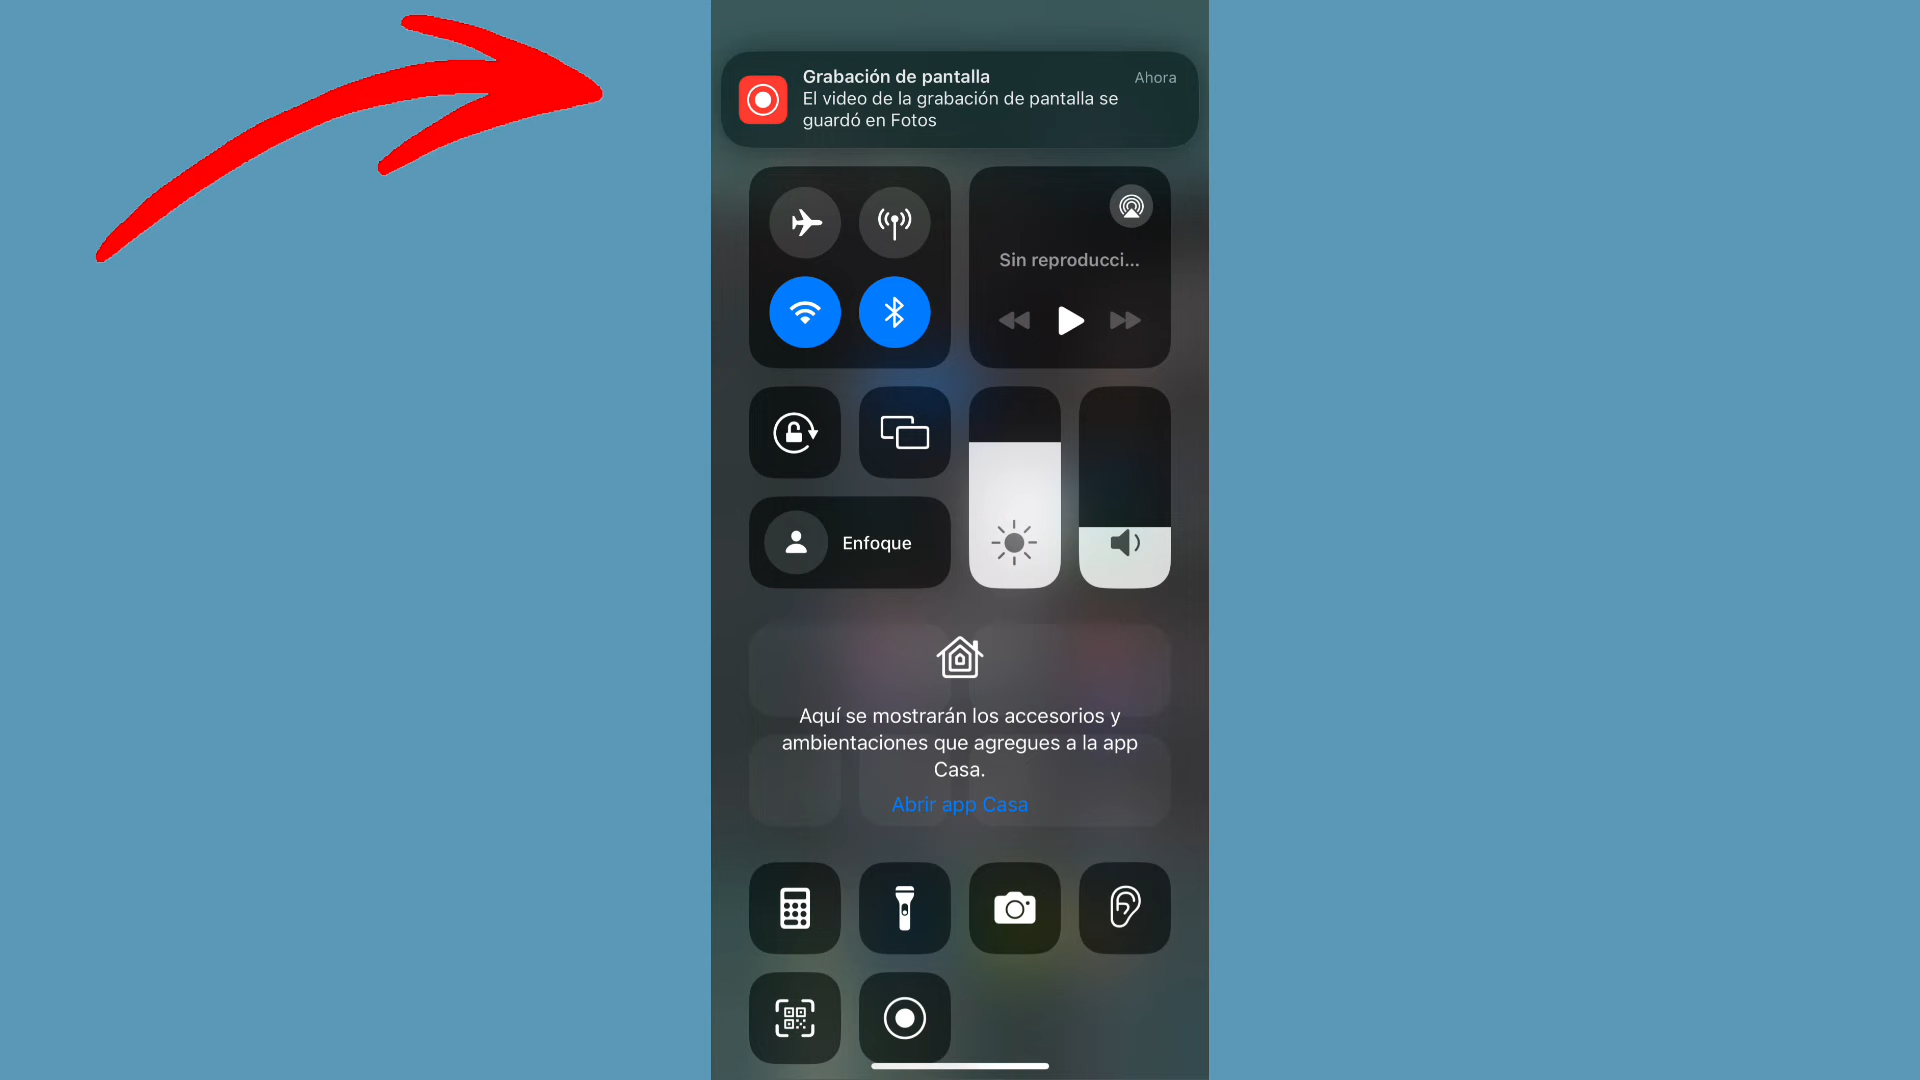 Grabación de pantalla
Ahora
El video de la grabación de pantalla se
guardó en Fotos
Sin reproducci...
Enfoque
Aquí se mostrarán los accesorios y
ambientaciones que agregues a la app
Casa.
Abrir app Casa